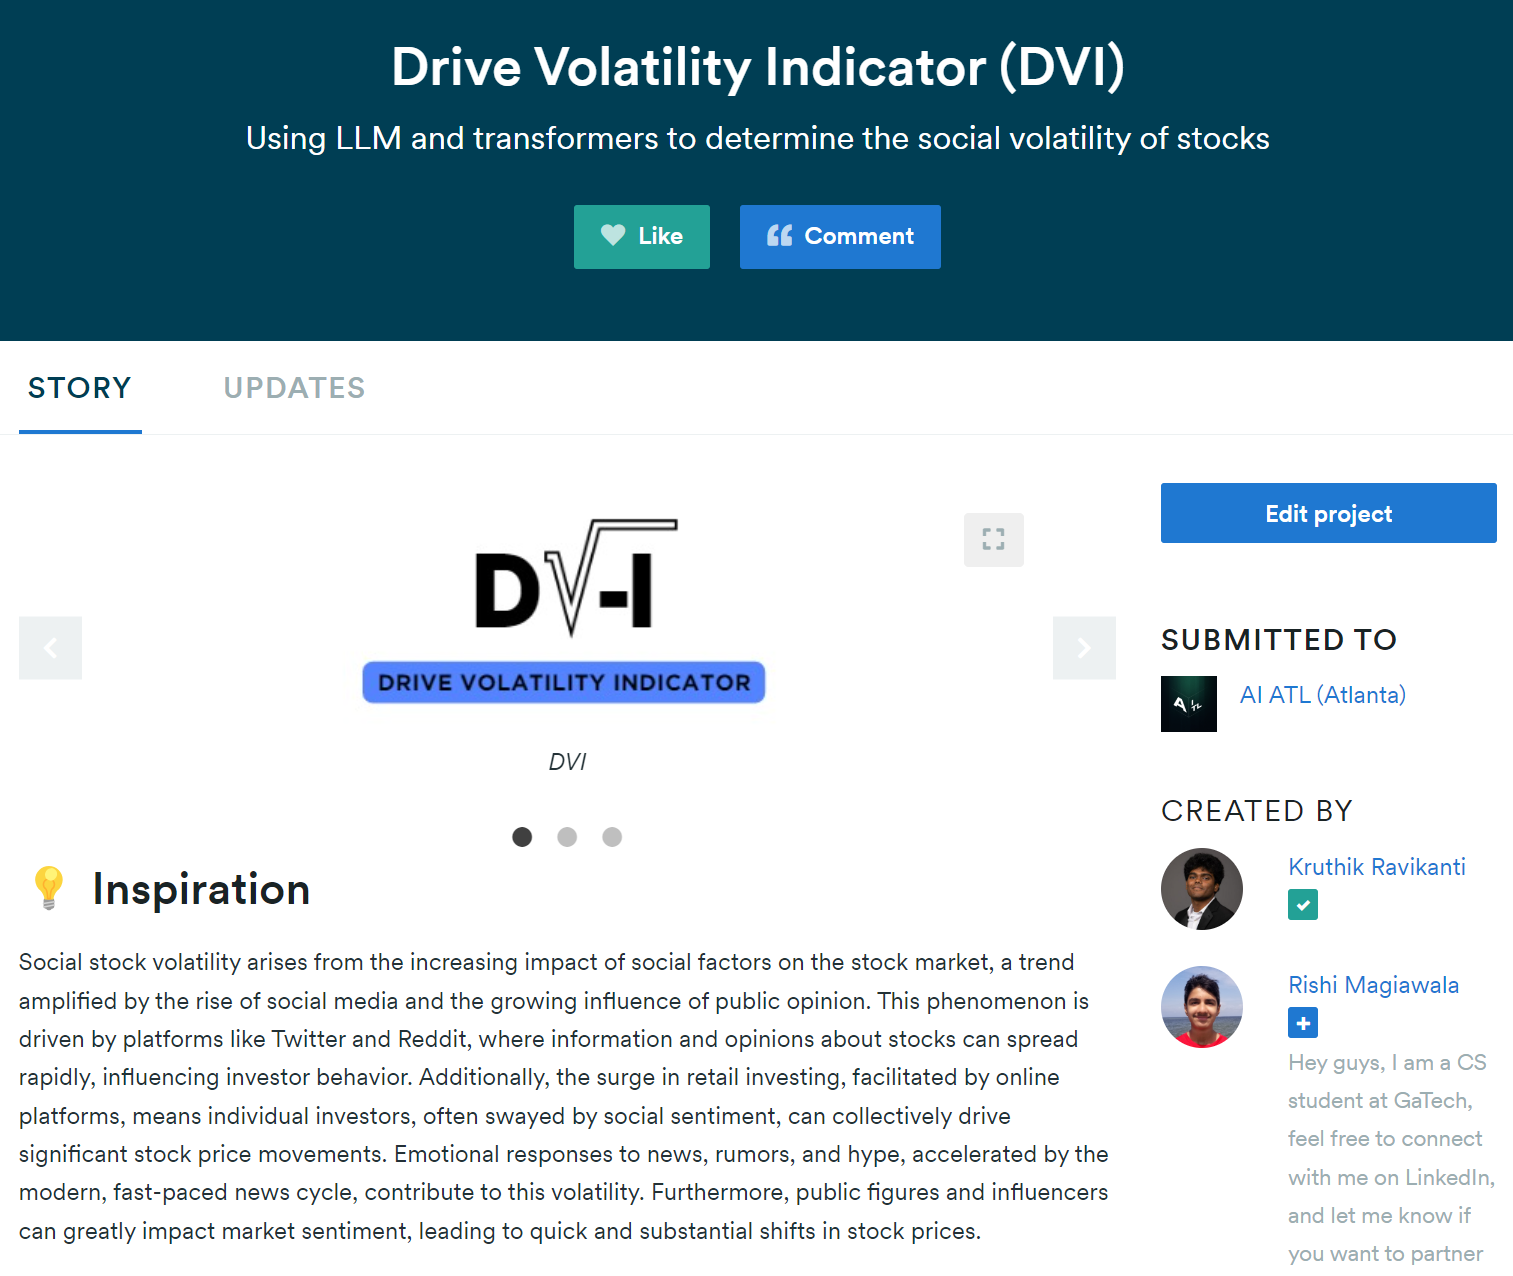 Drive Volatility Indicator (DVI)
Using LLM and transformers to determine the social volatility of stocks
Like
Comment
STORY
UPDATES
DV-I
DRIVE VOLATILITY INDICATOR
DVI
Inspiration
Social stock volatility arises from the increasing impact of social factors on the stock market, a trend
amplified by the rise of social media and the growing influence of public opinion. This phenomenon is
driven by platforms like Twitter and Reddit, where information and opinions about stocks can spread
rapidly, influencing investor behavior. Additionally, the surge in retail investing, facilitated by online
platforms, means individual investors, often swayed by social sentiment, can collectively drive
significant stock price movements. Emotional responses to news, rumors, and hype, accelerated by the
modern, fast-paced news cycle, contribute to this volatility. Furthermore, public figures and influencers
can greatly impact market sentiment, leading to quick and substantial shifts in stock prices.
Edit project
SUBMITTED TO
AI ATL
AI ATL (Atlanta)
CREATED BY
Kruthik Ravikanti
Rishi Magiawala
Hey guys, I am a CS
student at GaTech,
feel free to connect
with me on LinkedIn,
and let me know if
you want to partner